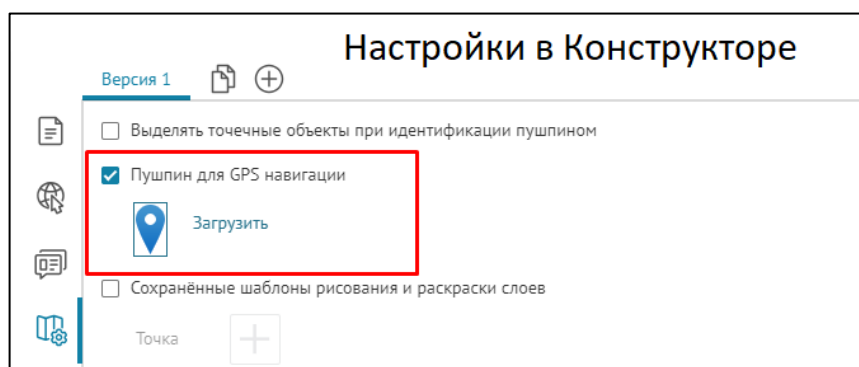 Настройки в Конструкторе
Версия 1
Выделять точечные объекты при идентификации пушпином
Пушпин для GPS навигации
Загрузить
Сохранённые шаблоны рисования и раскраски слоев
Точка